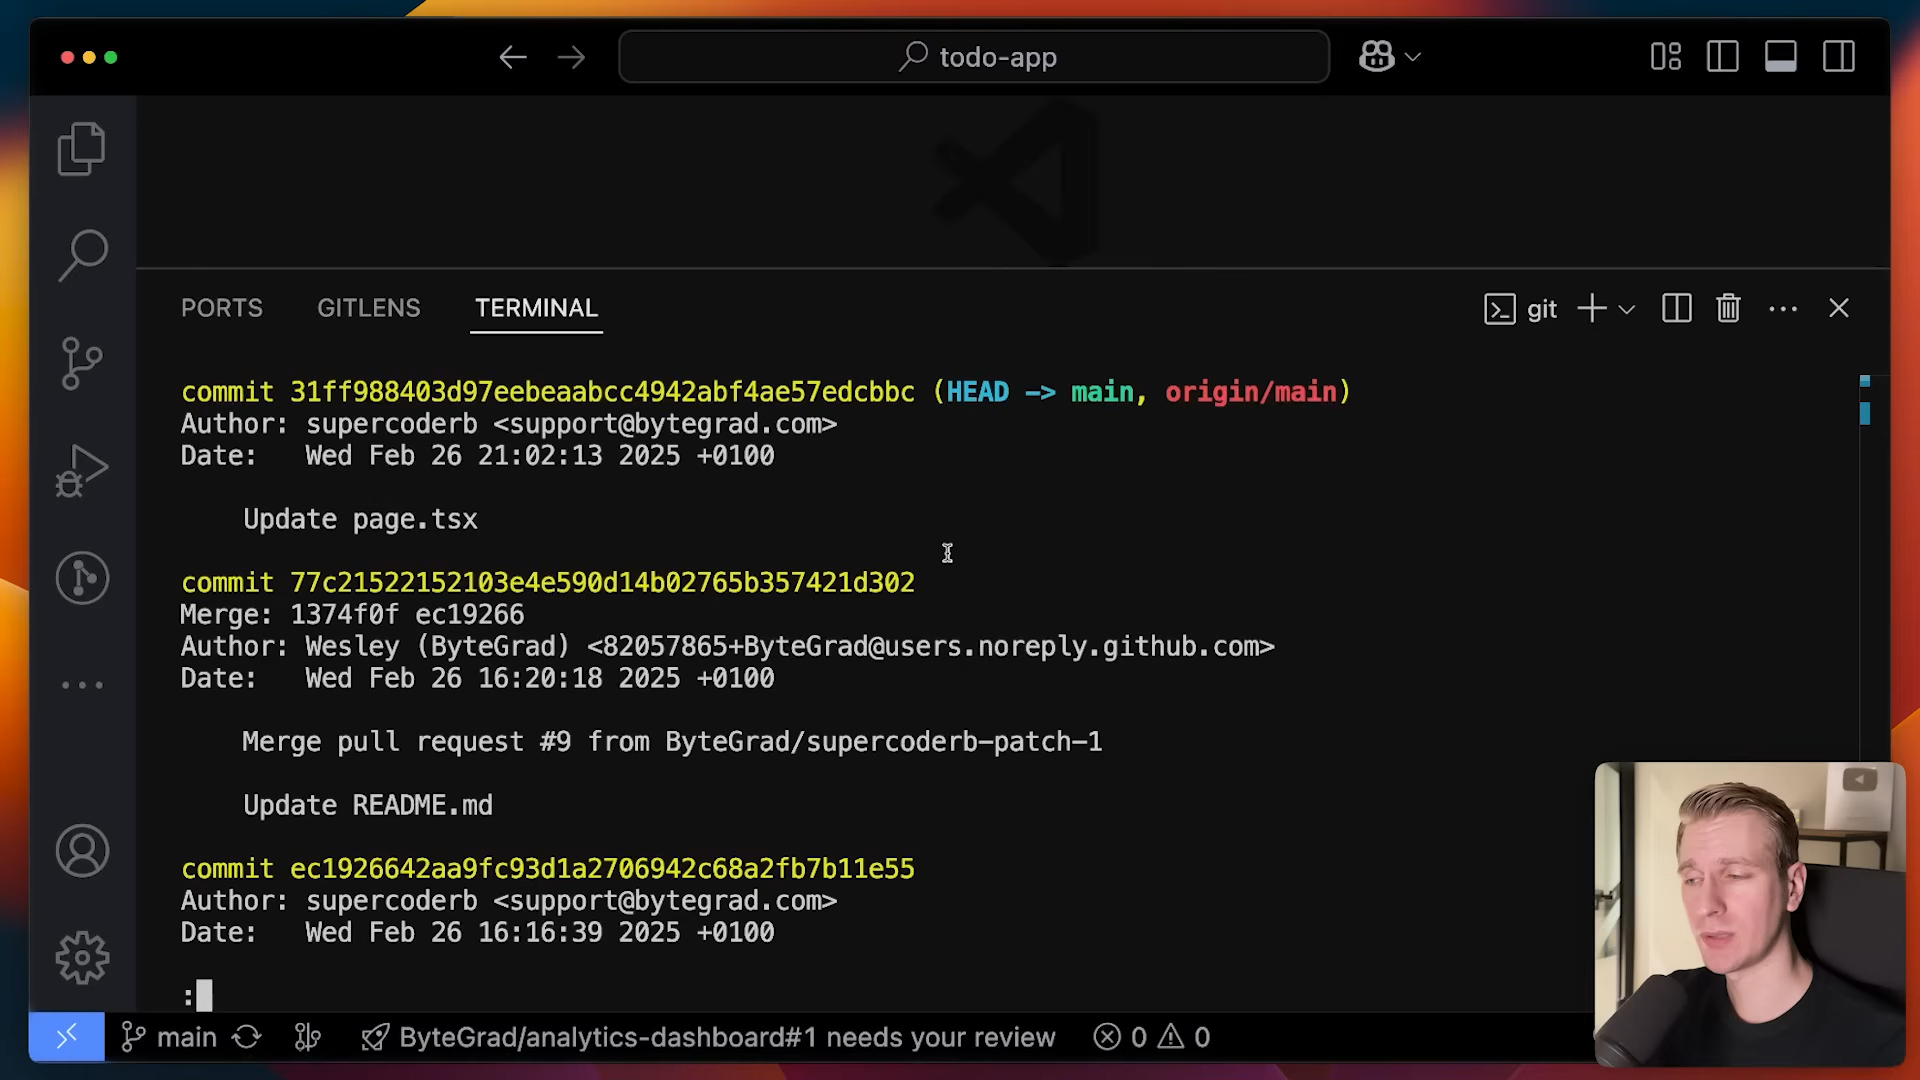 todo-app
PORTS GITLENS TERMINAL
git
commit 31ff988403d97eebeaabcc4942abf4ae57edcbbc (HEAD -> main, origin/main)
Author: supercoderb <support@bytegrad.com>
Date:   Wed Feb 26 21:02:13 2025 +0100
Update page.tsx
commit 77c21522152103e4e590d14b02765b357421d302
Merge: 1374f0f ec19266
Author: Wesley (ByteGrad) <82057865+ByteGrad@users.noreply.github.com>
Date:   Wed Feb 26 16:20:18 2025 +0100
Merge pull request #9 from ByteGrad/supercoderb-patch-1
Update README.md
commit ec1926642aa9fc93d1a2706942c68a2fb7b11e55
Author: supercoderb <support@bytegrad.com>
Date:   Wed Feb 26 16:16:39 2025 +0100
:
main ByteGrad/analytics-dashboard#1 needs your review 0 0